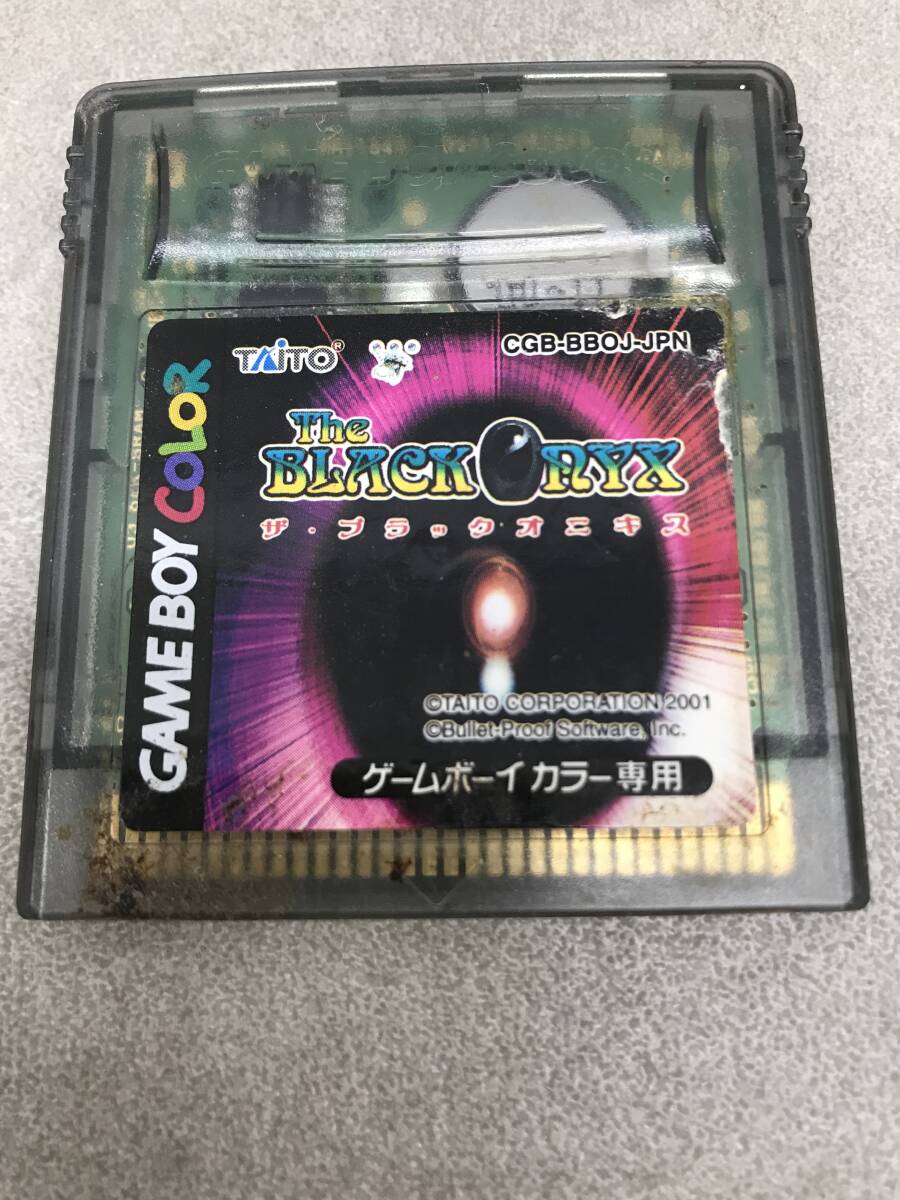 TAITO®
CGB-BBOJ-JPN
The
BLACK ONYX
ザ・ブラックオニキス
GAME BOY COLOR
©TAITO CORPORATION 2001
©Bullet-Proof Software, Inc.
ゲームボーイカラー専用